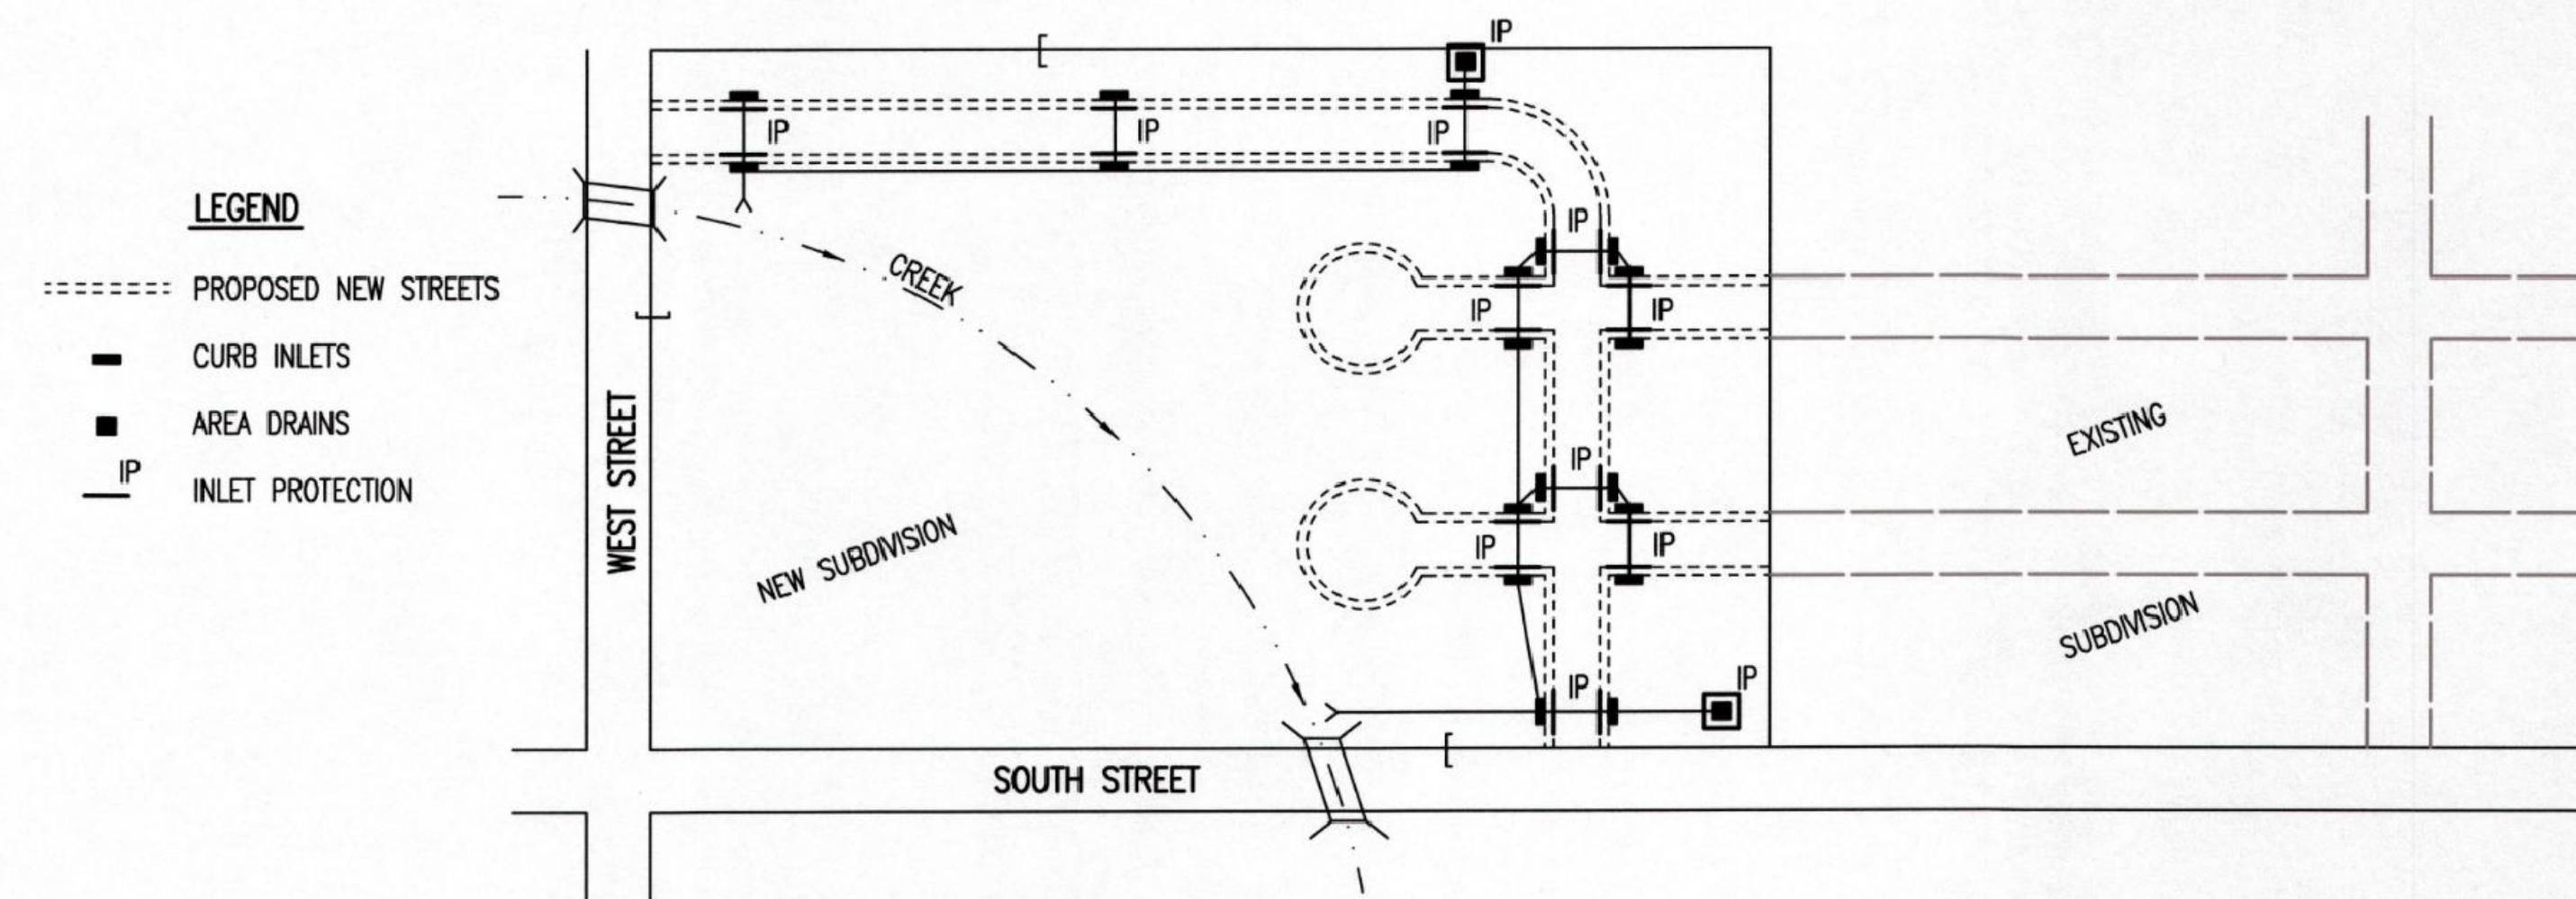 LEGEND
PROPOSED NEW STREETS
CURB INLETS
AREA DRAINS
IP
INLET PROTECTION
WEST STREET
NEW SUBDIVISION
CREEK
SOUTH STREET
IP
IP
IP
IP
IP
IP
IP
IP
IP
IP
IP
IP
EXISTING
SUBDIVISION